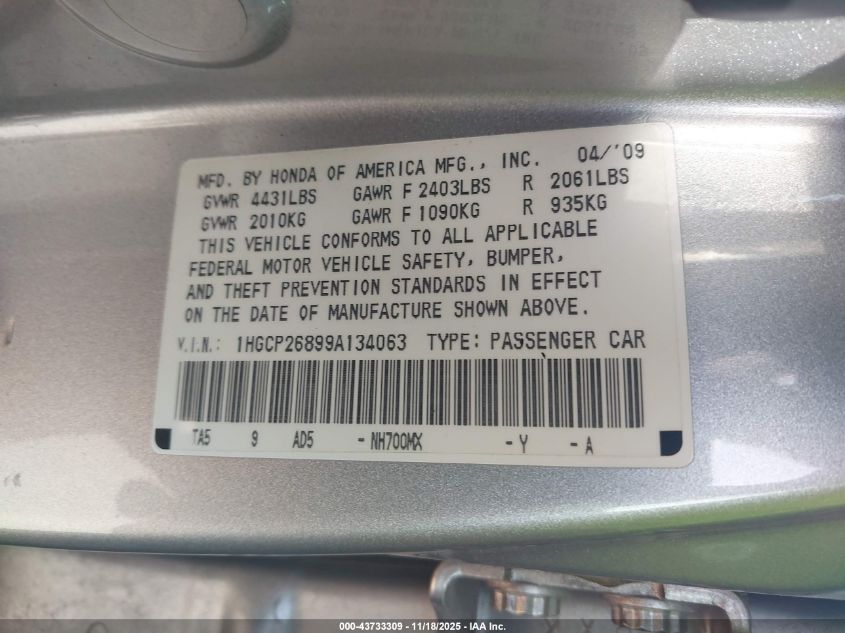 MFD. BY HONDA OF AMERICA MFG., INC. 04/'09
GVWR 4431LBS GAWR F 2403LBS R 2061LBS
GVWR 2010KG GAWR F 1090KG R 935KG
THIS VEHICLE CONFORMS TO ALL APPLICABLE
FEDERAL MOTOR VEHICLE SAFETY, BUMPER,
AND THEFT PREVENTION STANDARDS IN EFFECT
ON THE DATE OF MANUFACTURE SHOWN ABOVE.
V.I.N.: 1HGCP26899A134063 TYPE: PASSENGER CAR
TA5 9 AD5 -NH700MX -Y -A
000-43733309 - 11/18/2025 - IAA Inc.